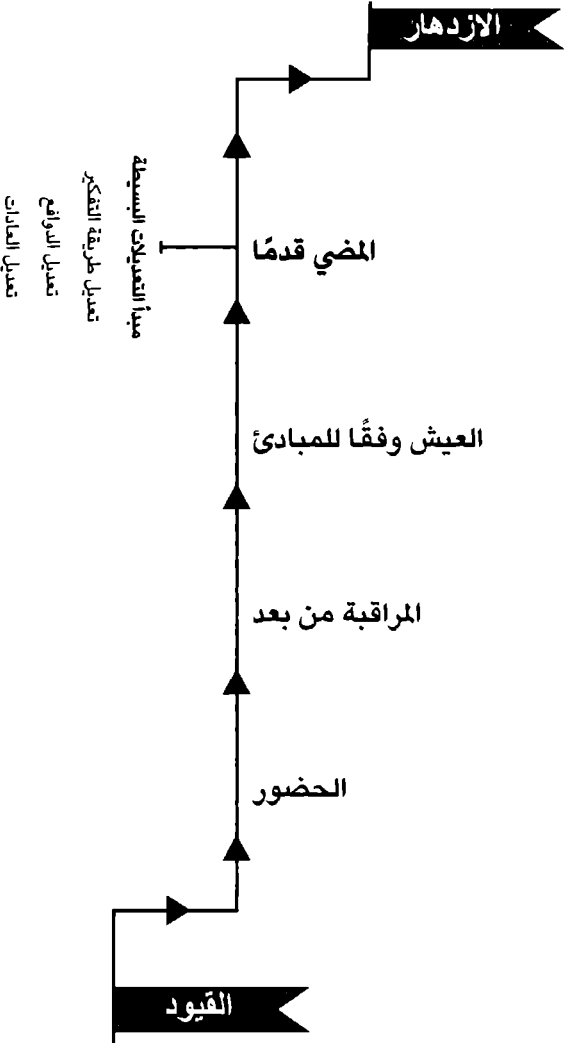 الازدهار
المضي قدمًا
مبدأ التعديلات البسيطة
تعديل طريقة التفكير
تعديل الدوافع
تعديل العادات
العيش وفقًا للمبادئ
المراقبة من بعد
الحضور
القيود